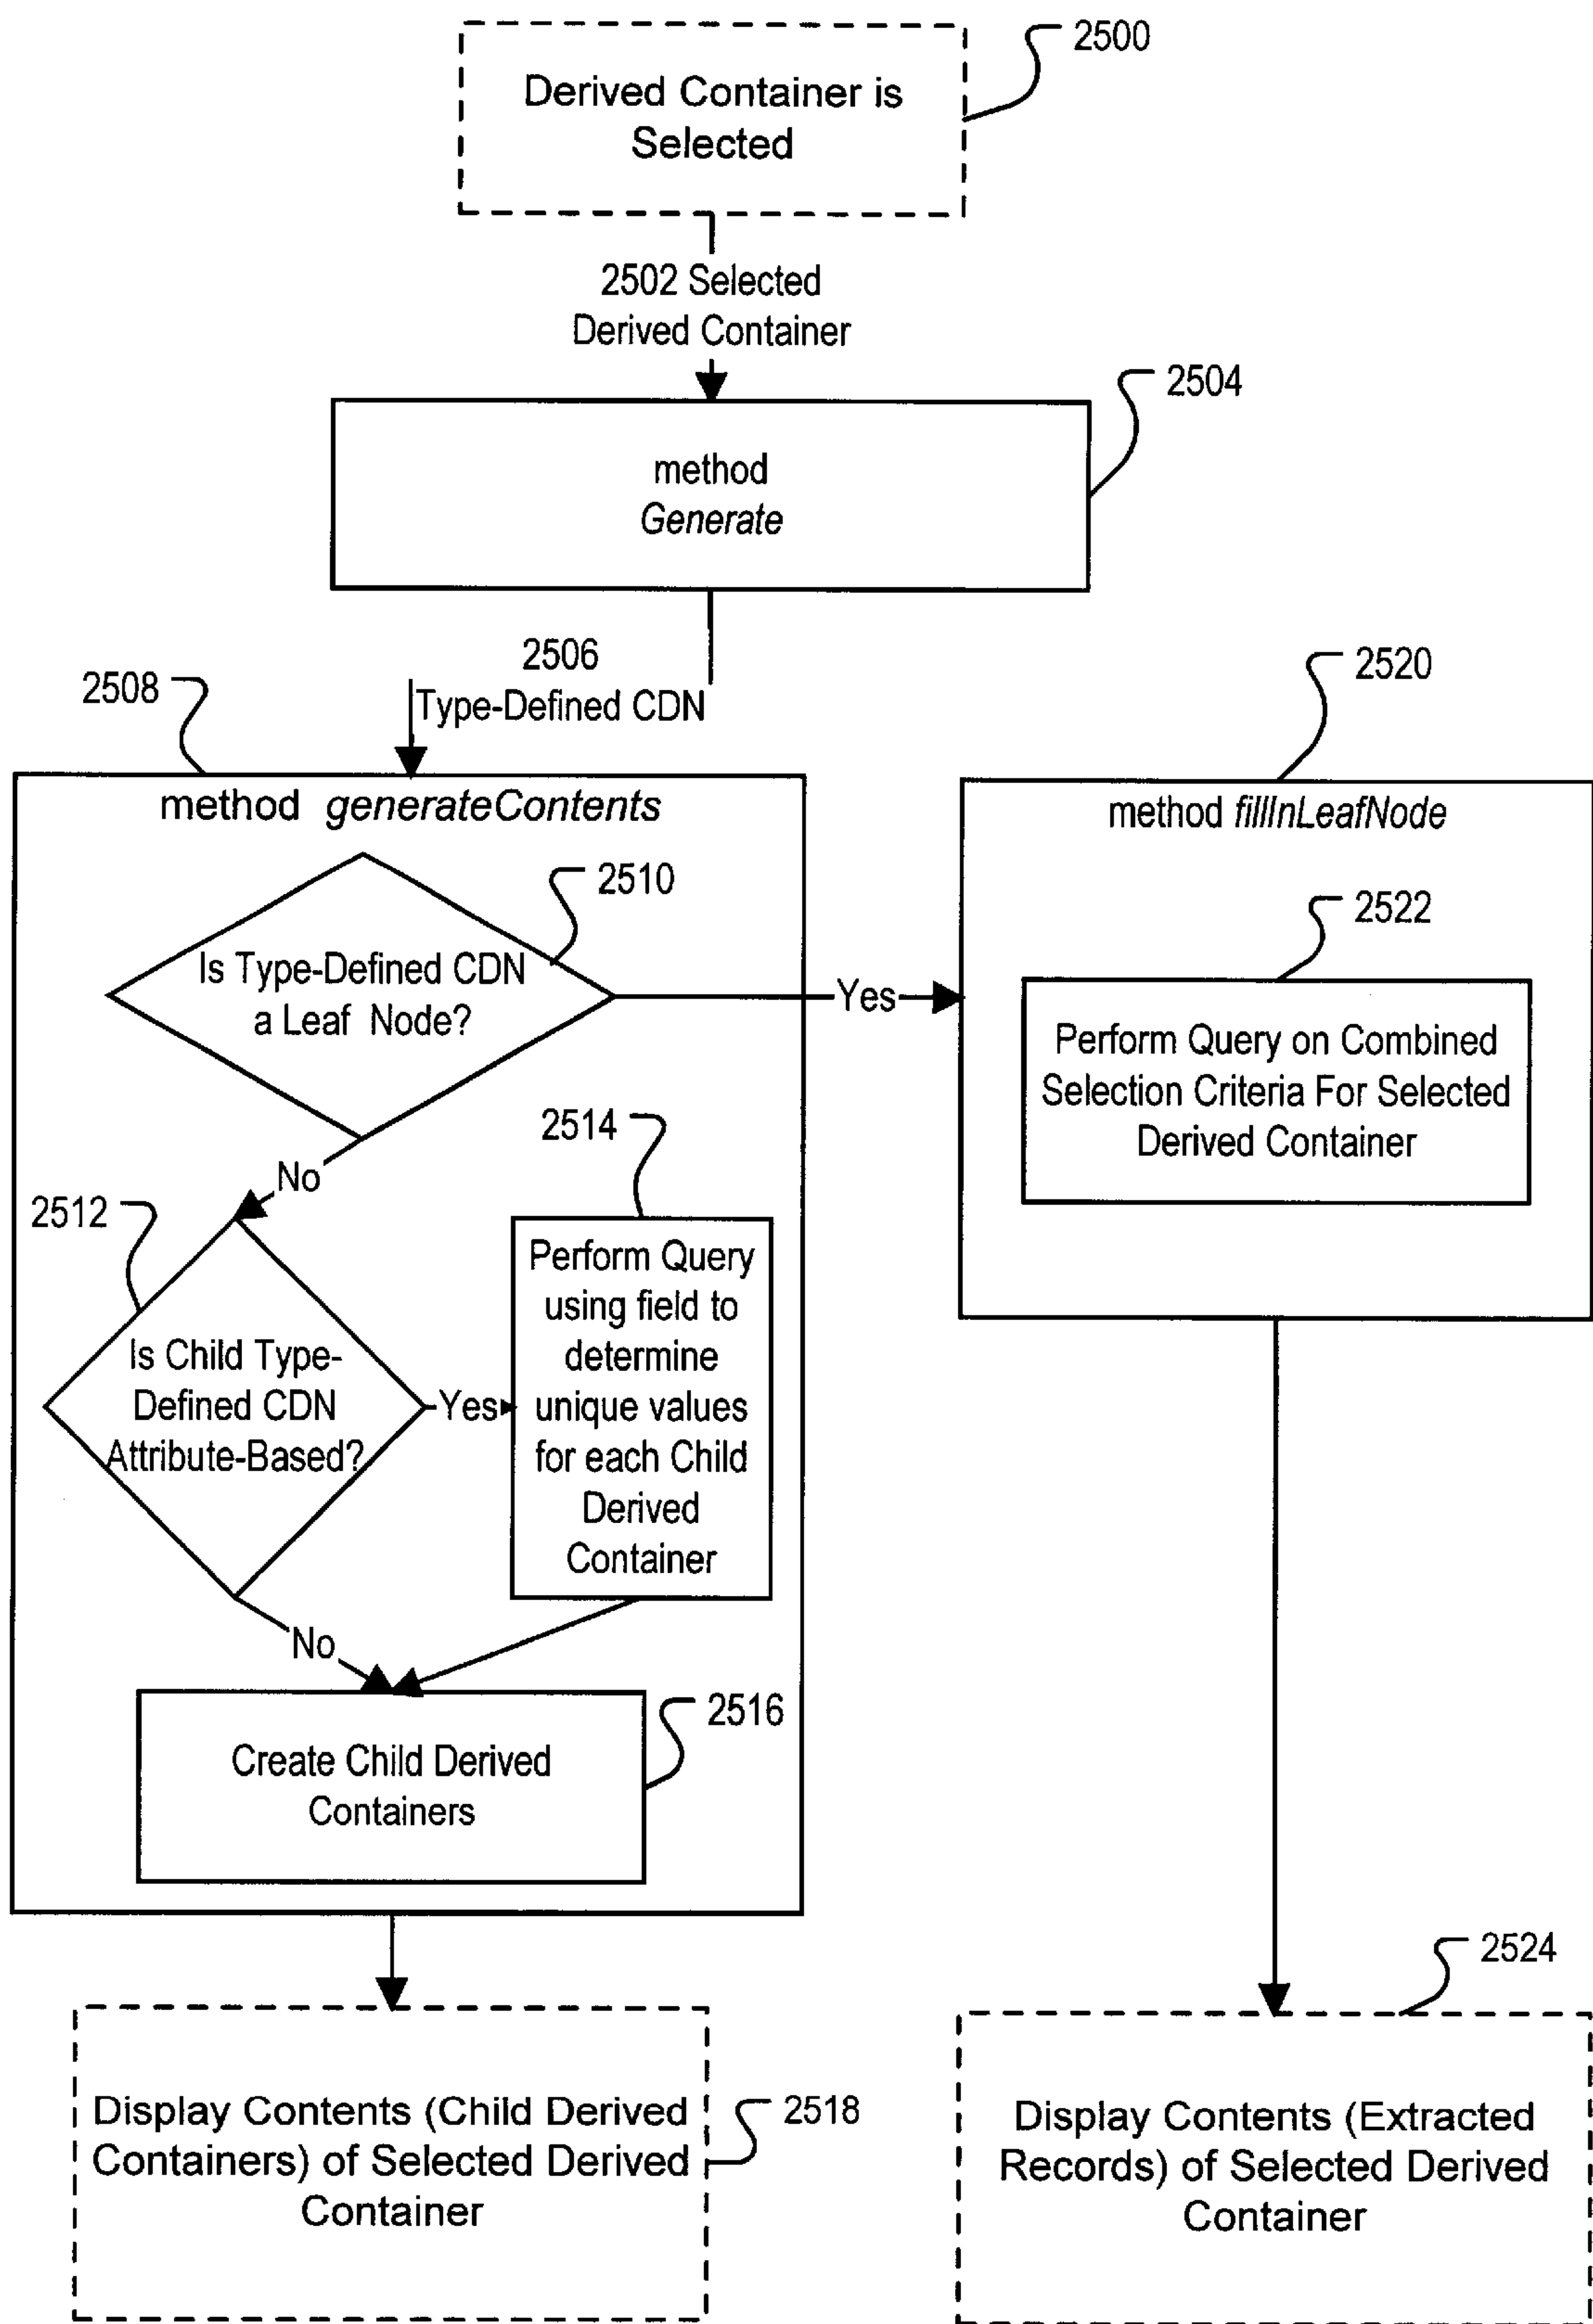 2500
Derived Container is
Selected
2502 Selected
Derived Container
2504
method
Generate
2506
Type-Defined CDN
2508
method generateContents
2510
Is Type-Defined CDN
a Leaf Node?
Yes
No
2512
Is Child Type-
Defined CDN
Attribute-Based?
Yes
No
2514
Perform Query
using field to
determine
unique values
for each Child
Derived
Container
2516
Create Child Derived
Containers
2520
method fillInLeafNode
2522
Perform Query on Combined
Selection Criteria For Selected
Derived Container
2518
Display Contents (Child Derived
Containers) of Selected Derived
Container
2524
Display Contents (Extracted
Records) of Selected Derived
Container